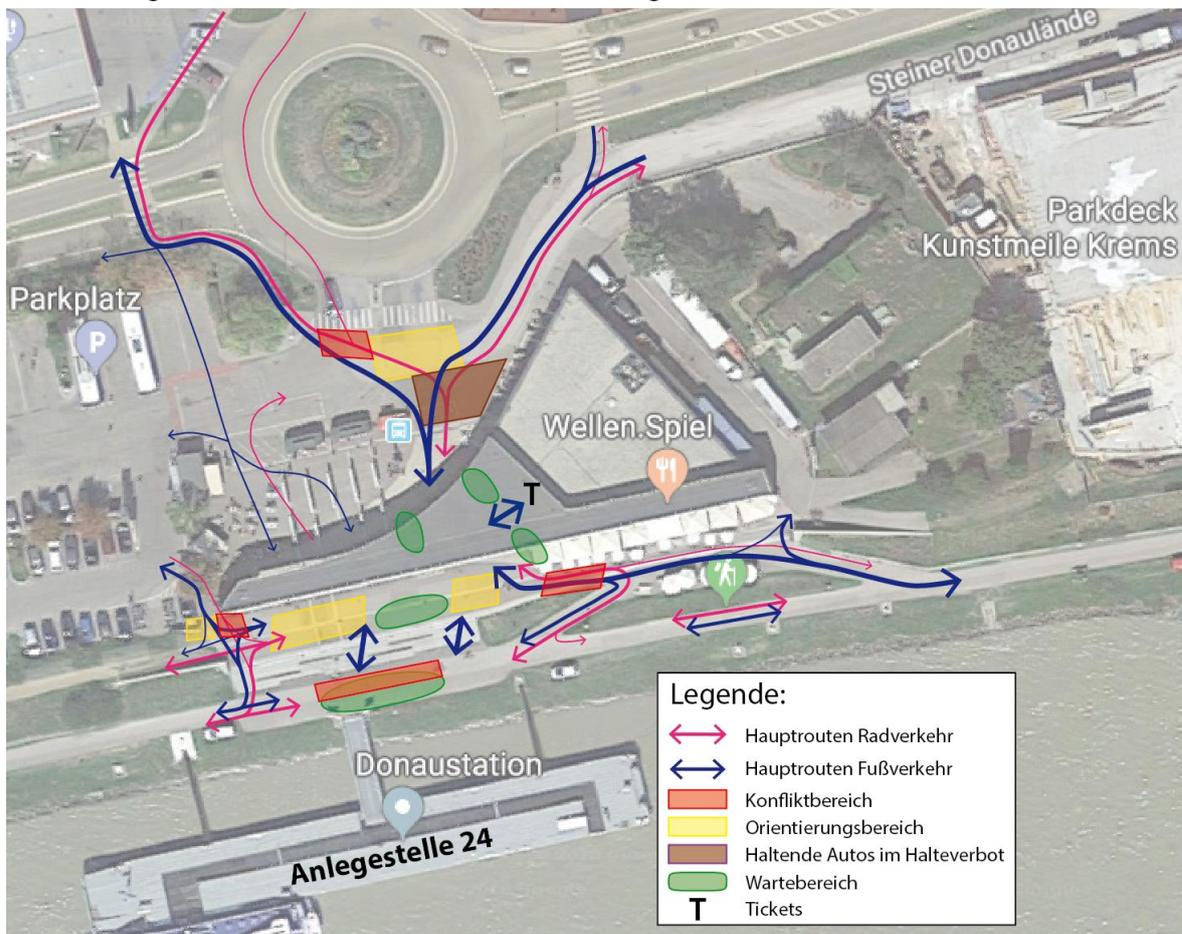 Steiner Donaulände
Parkdeck
Kunstmeile Krems
Parkplatz
P
Wellen.Spiel
T
Donaustation
Anlegestelle 24
Legende:
Hauptrouten Radverkehr
Hauptrouten Fußverkehr
Konfliktbereich
Orientierungsbereich
Haltende Autos im Halteverbot
Wartebereich
T Tickets